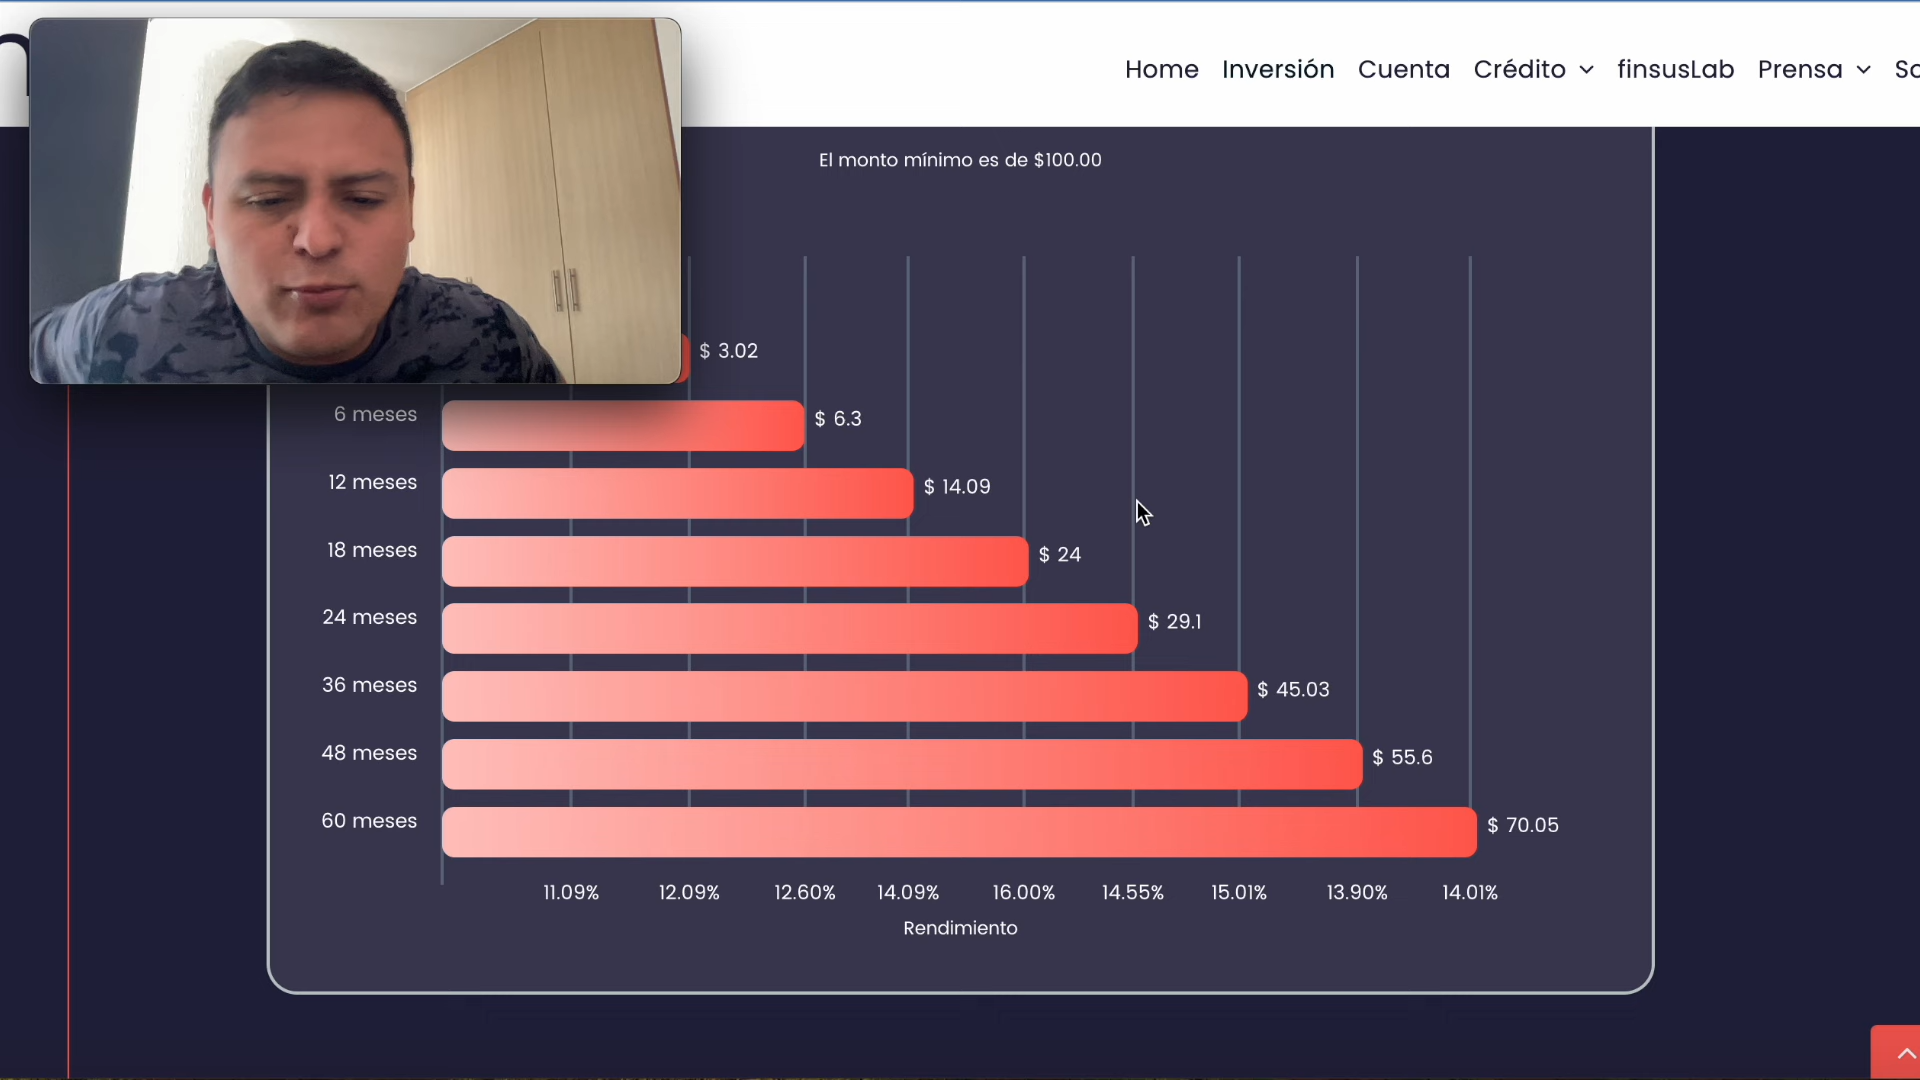 Home Inversión Cuenta Crédito finsusLab Prensa
El monto mínimo es de $100.00
$ 3.02
6 meses $ 6.3
12 meses $ 14.09
18 meses $ 24
24 meses $ 29.1
36 meses $ 45.03
48 meses $ 55.6
60 meses $ 70.05
11.09% 12.09% 12.60% 14.09% 16.00% 14.55% 15.01% 13.90% 14.01%
Rendimiento